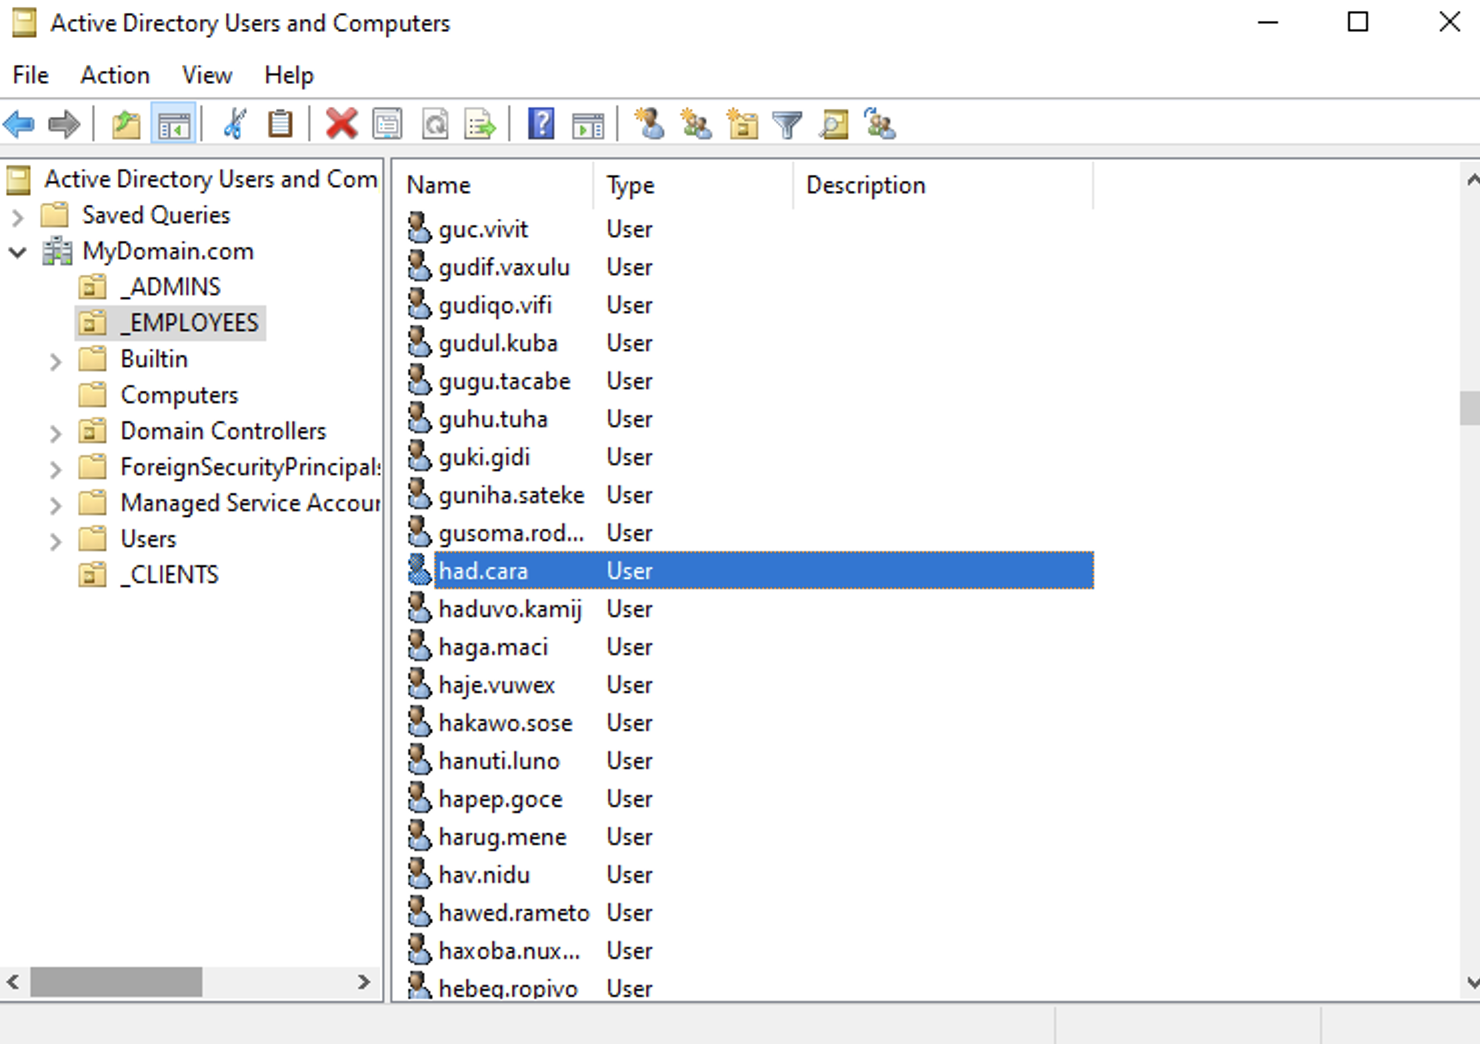 Active Directory Users and Computers
File Action View Help
Active Directory Users and Com
Saved Queries
MyDomain.com
_ADMINS
_EMPLOYEES
Builtin
Computers
Domain Controllers
ForeignSecurityPrincipals
Managed Service Accour
Users
_CLIENTS
Name Type Description
guc.vivit User
gudif.vaxulu User
gudiqo.vifi User
gudul.kuba User
gugu.tacabe User
guhu.tuha User
guki.gidi User
guniha.sateke User
gusoma.rod... User
had.cara User
haduvo.kamij User
haga.maci User
haje.vuwex User
hakawo.sose User
hanuti.luno User
hapep.goce User
harug.mene User
hav.nidu User
hawed.rameto User
haxoba.nux... User
hebeq.ropivo User